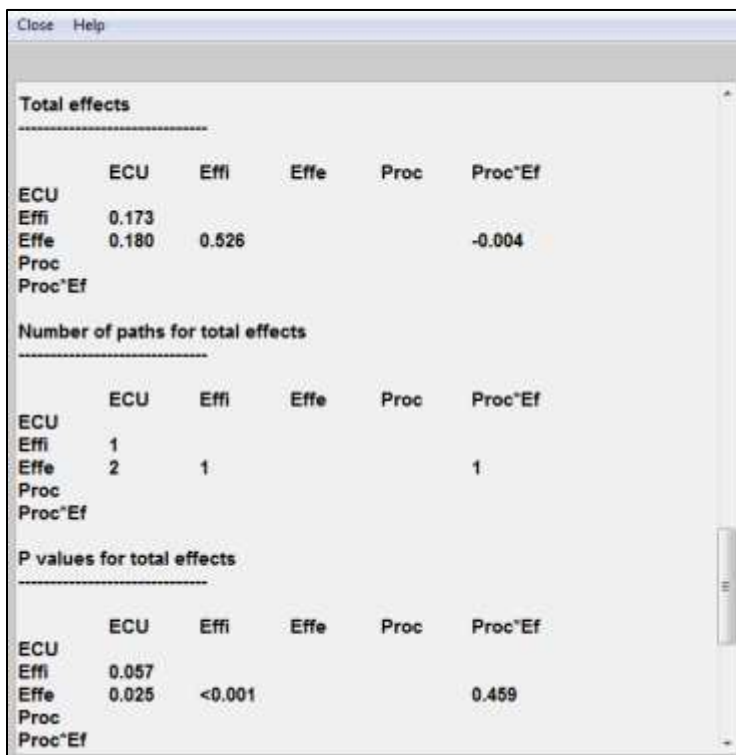 Close Help
Total effects
------------------------------
ECU Effi Effe Proc Proc*Ef
ECU
Effi 0.173
Effe 0.180 0.526 -0.004
Proc
Proc*Ef
Number of paths for total effects
------------------------------
ECU Effi Effe Proc Proc*Ef
ECU
Effi 1
Effe 2 1 1
Proc
Proc*Ef
P values for total effects
------------------------------
ECU Effi Effe Proc Proc*Ef
ECU
Effi 0.057
Effe 0.025 <0.001 0.459
Proc
Proc*Ef